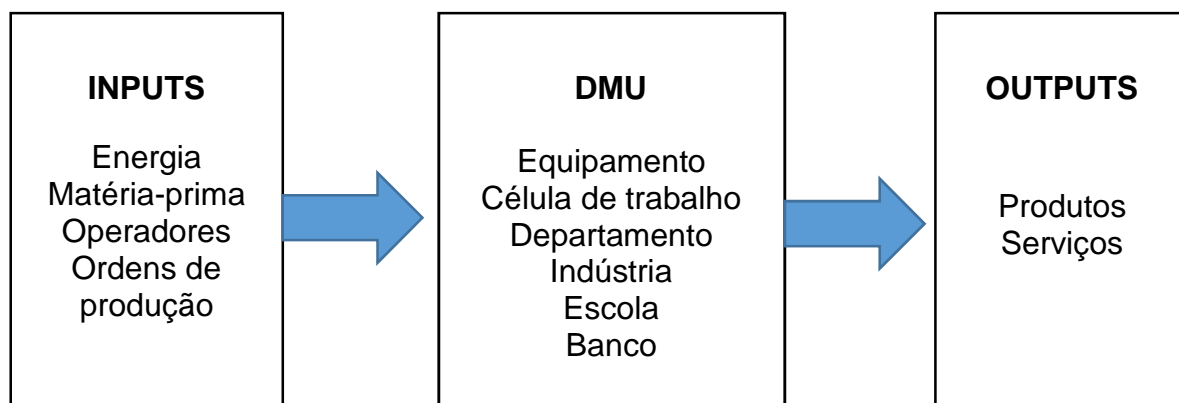 INPUTS
Energia
Matéria-prima
Operadores
Ordens de
produção
DMU
Equipamento
Célula de trabalho
Departamento
Indústria
Escola
Banco
OUTPUTS
Produtos
Serviços